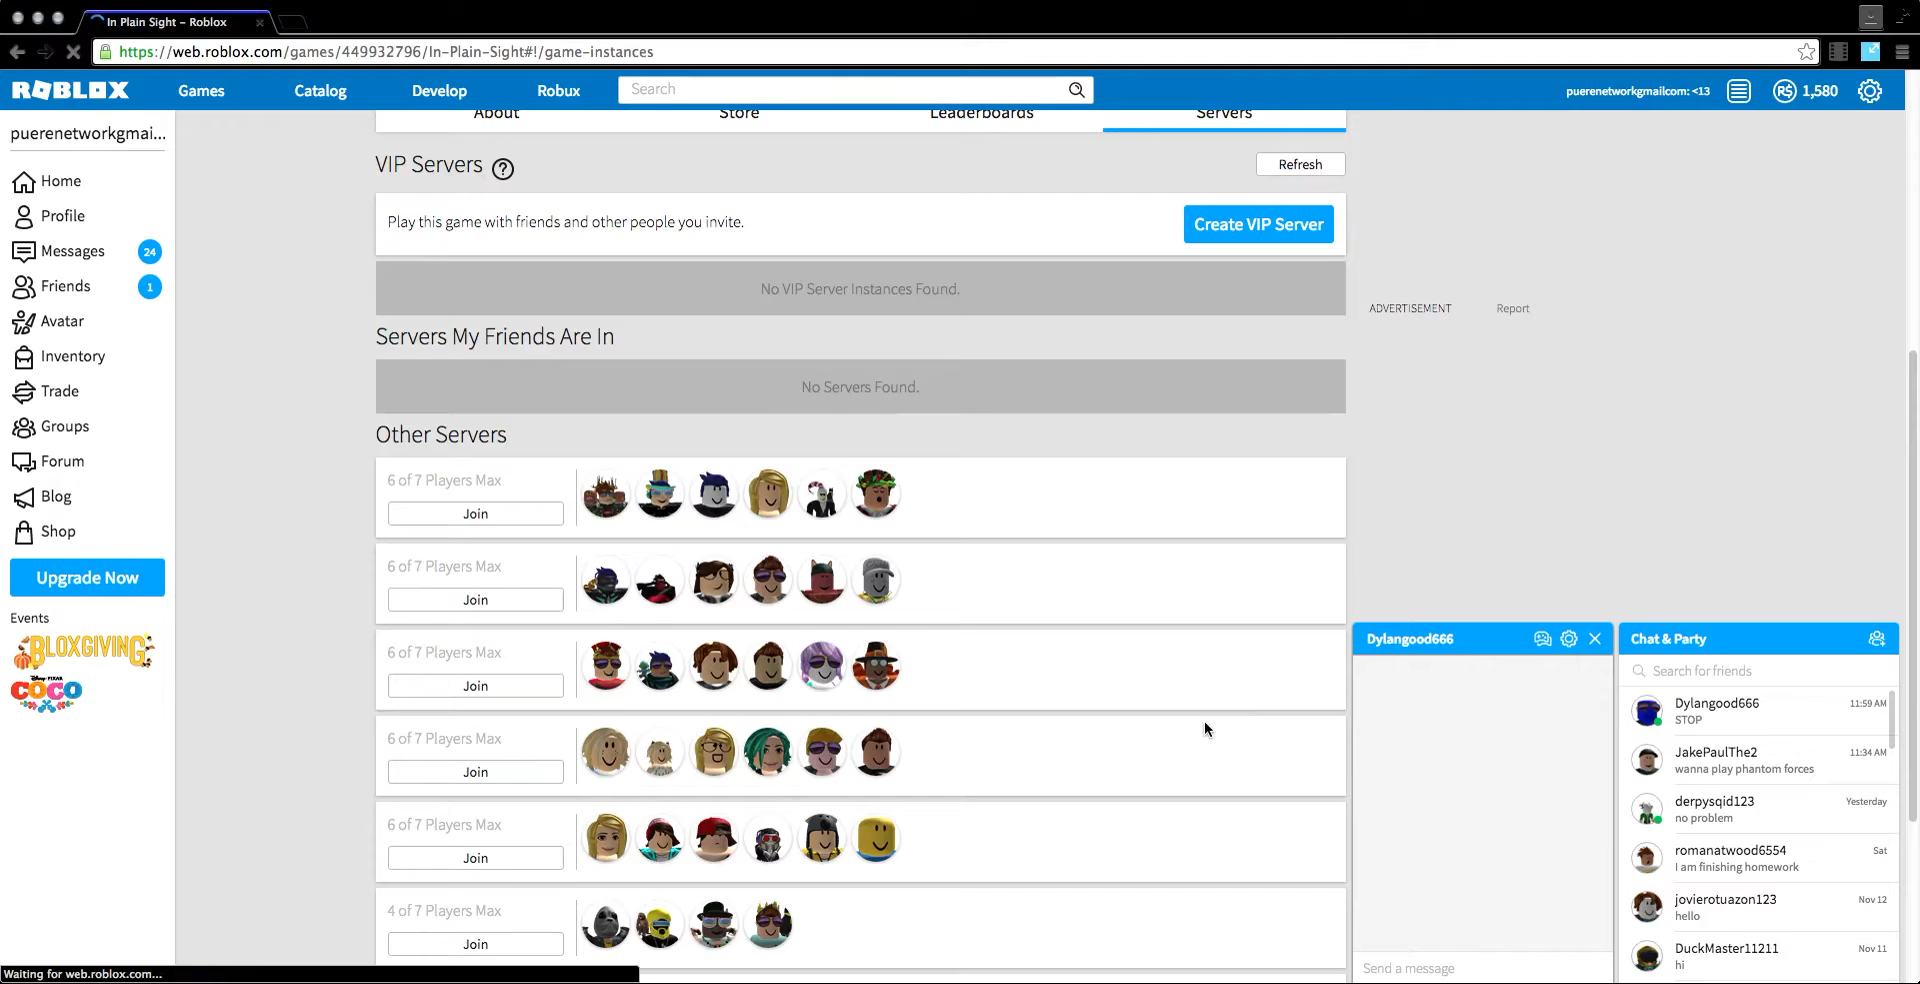 In Plain Sight - Roblox
https://web.roblox.com/games/449932796/In-Plain-Sight#!/game-instances
ROBLOX
Games
Catalog
Develop
Robux
Search
puerenetworkgmailcom: <13
R$ 1,580
puerenetworkgmai...
Home
Profile
Messages 24
Friends 1
Avatar
Inventory
Trade
Groups
Forum
Blog
Shop
Upgrade Now
Events
BLOXGIVING
DISNEY PIXAR
COCO
About
Store
Leaderboards
Servers
VIP Servers ?
Refresh
Play this game with friends and other people you invite.
Create VIP Server
No VIP Server Instances Found.
Servers My Friends Are In
No Servers Found.
Other Servers
6 of 7 Players Max
Join
6 of 7 Players Max
Join
6 of 7 Players Max
Join
6 of 7 Players Max
Join
6 of 7 Players Max
Join
4 of 7 Players Max
Join
ADVERTISEMENT
Report
Dylangood666
Send a message
Chat & Party
Search for friends
Dylangood666 11:59 AM
STOP
JakePaulThe2 11:34 AM
wanna play phantom forces
derpysqid123 Yesterday
no problem
romanatwood6554 Sat
I am finishing homework
jovierotuazon123 Nov 12
hello
DuckMaster11211 Nov 11
hi
Waiting for web.roblox.com...